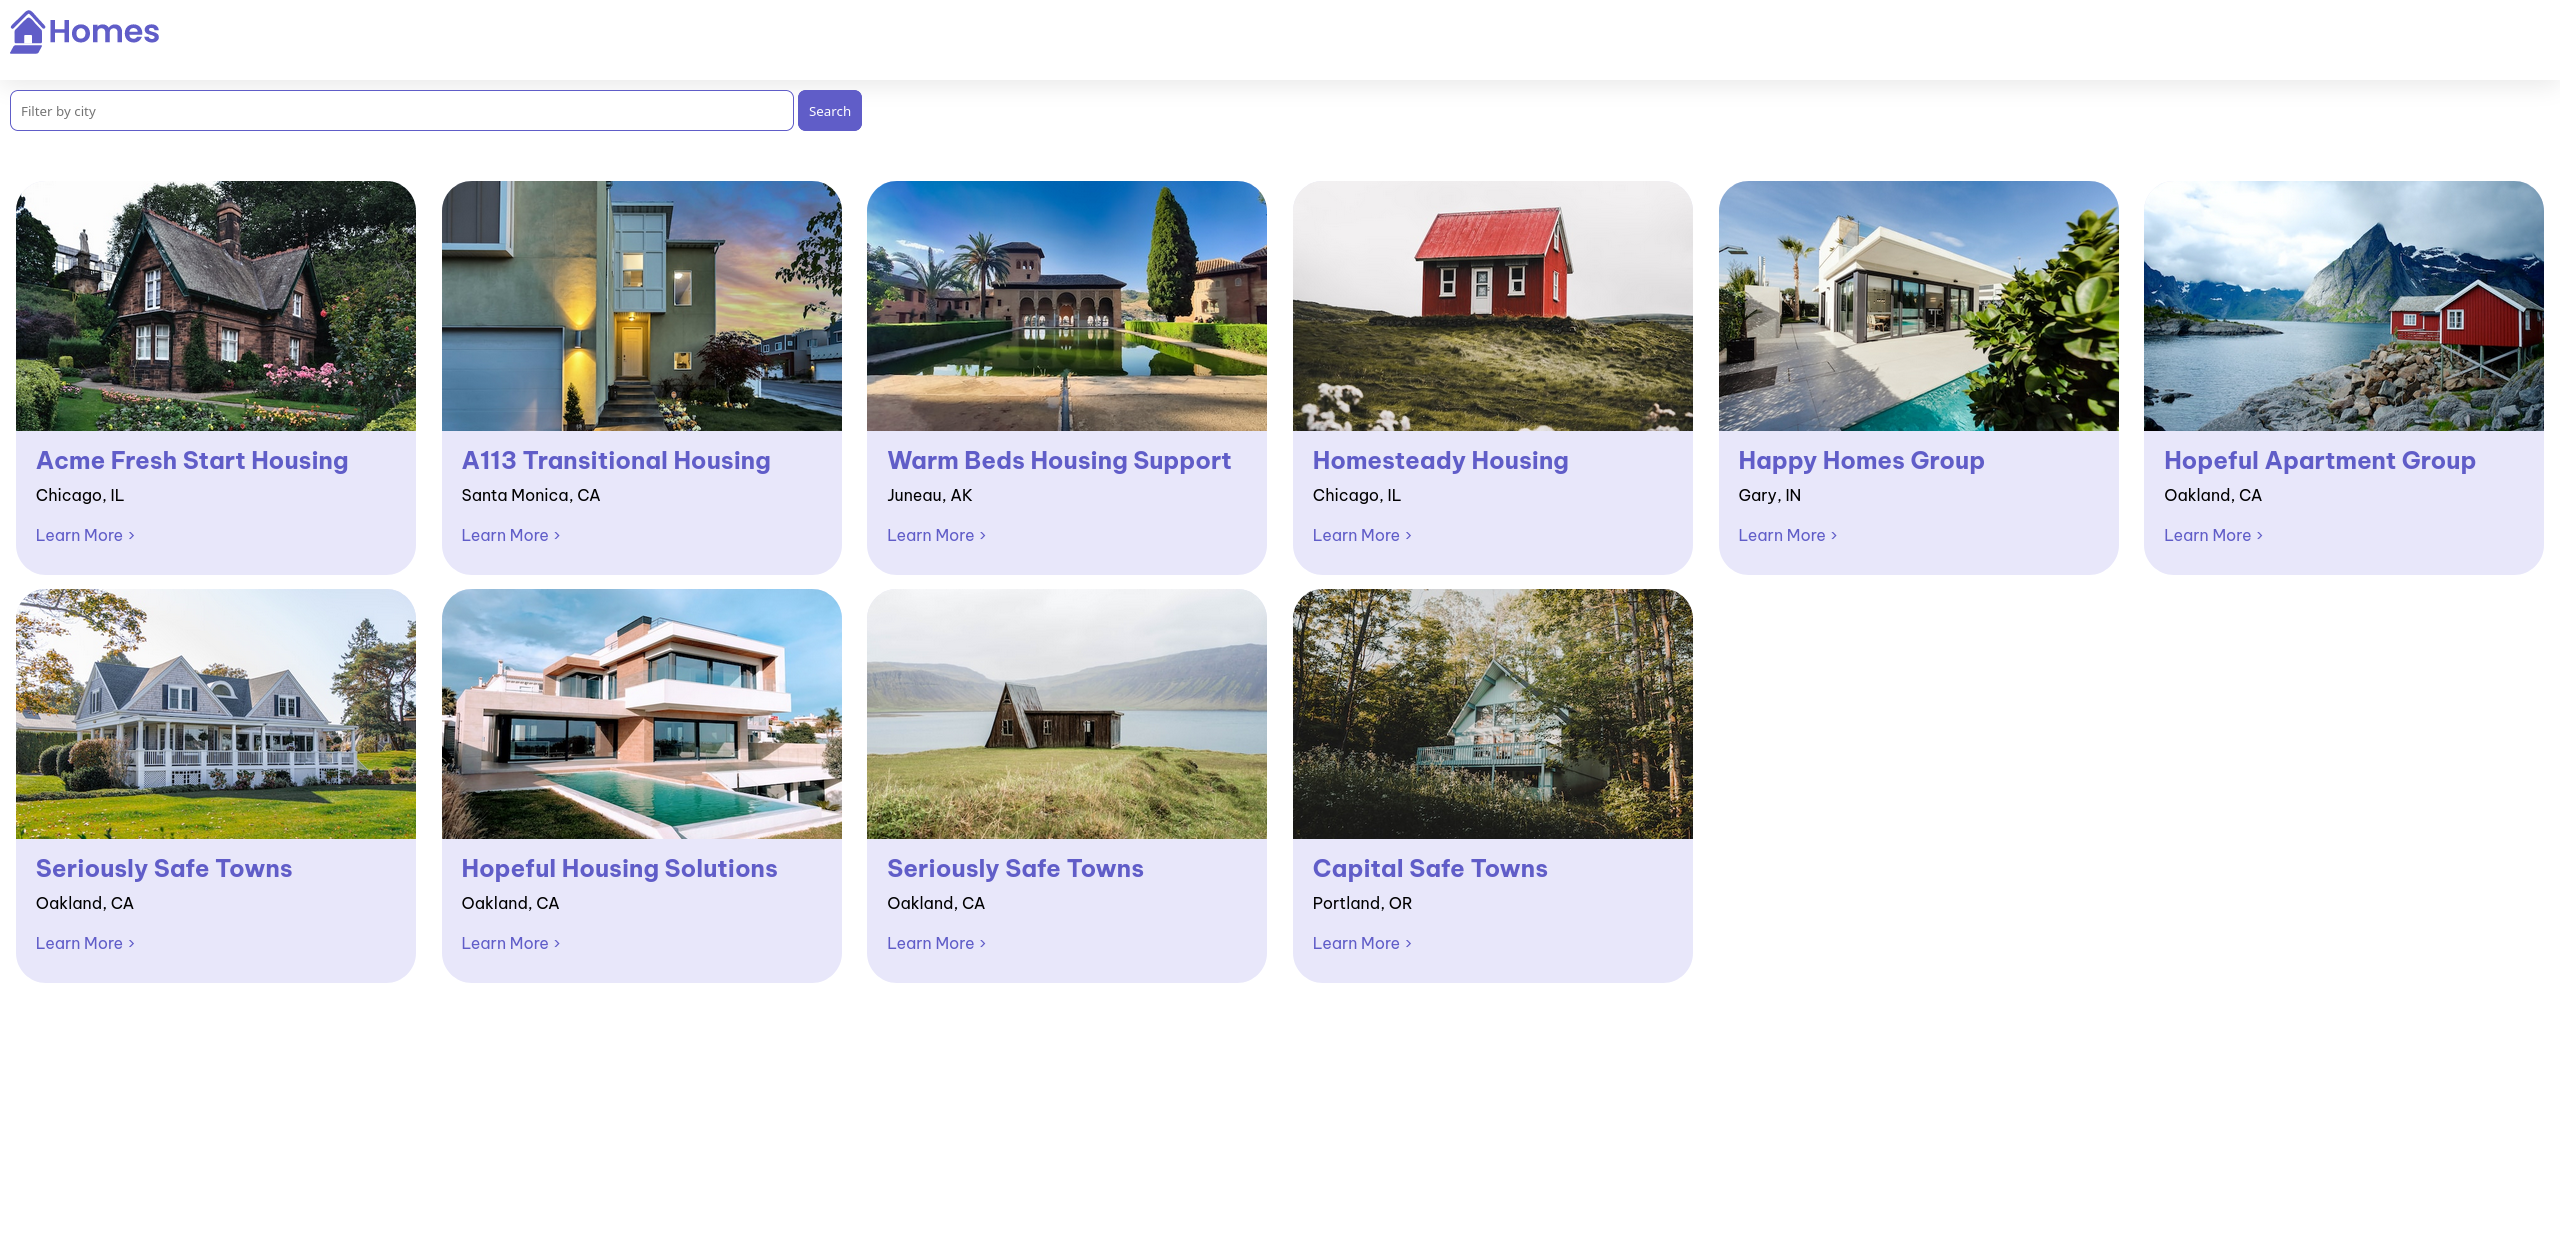 Homes
Filter by city
Search
Acme Fresh Start Housing
Chicago, IL
Learn More >
A113 Transitional Housing
Santa Monica, CA
Learn More >
Warm Beds Housing Support
Juneau, AK
Learn More >
Homesteady Housing
Chicago, IL
Learn More >
Happy Homes Group
Gary, IN
Learn More >
Hopeful Apartment Group
Oakland, CA
Learn More >
Seriously Safe Towns
Oakland, CA
Learn More >
Hopeful Housing Solutions
Oakland, CA
Learn More >
Seriously Safe Towns
Oakland, CA
Learn More >
Capital Safe Towns
Portland, OR
Learn More >